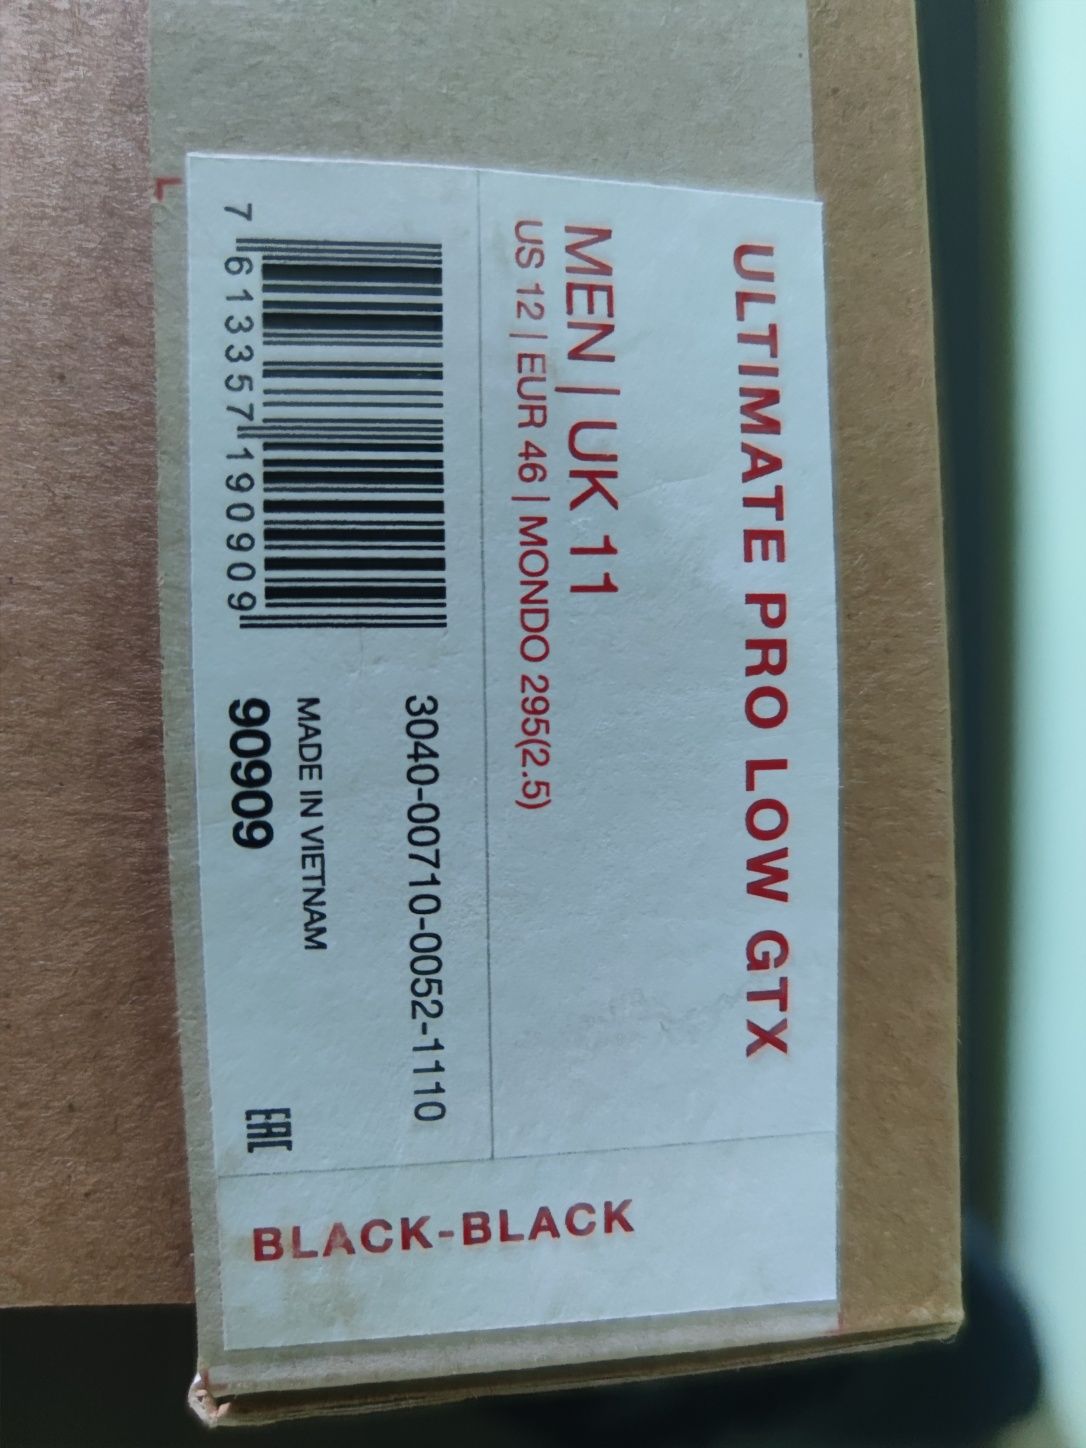 ULTIMATE PRO LOW GTX
MEN | UK 11
US 12 | EUR 46 | MONDO 295(2.5)
3040-00710-0052-1110
MADE IN VIETNAM
90909
7 613357 190909
EAC
BLACK-BLACK
L